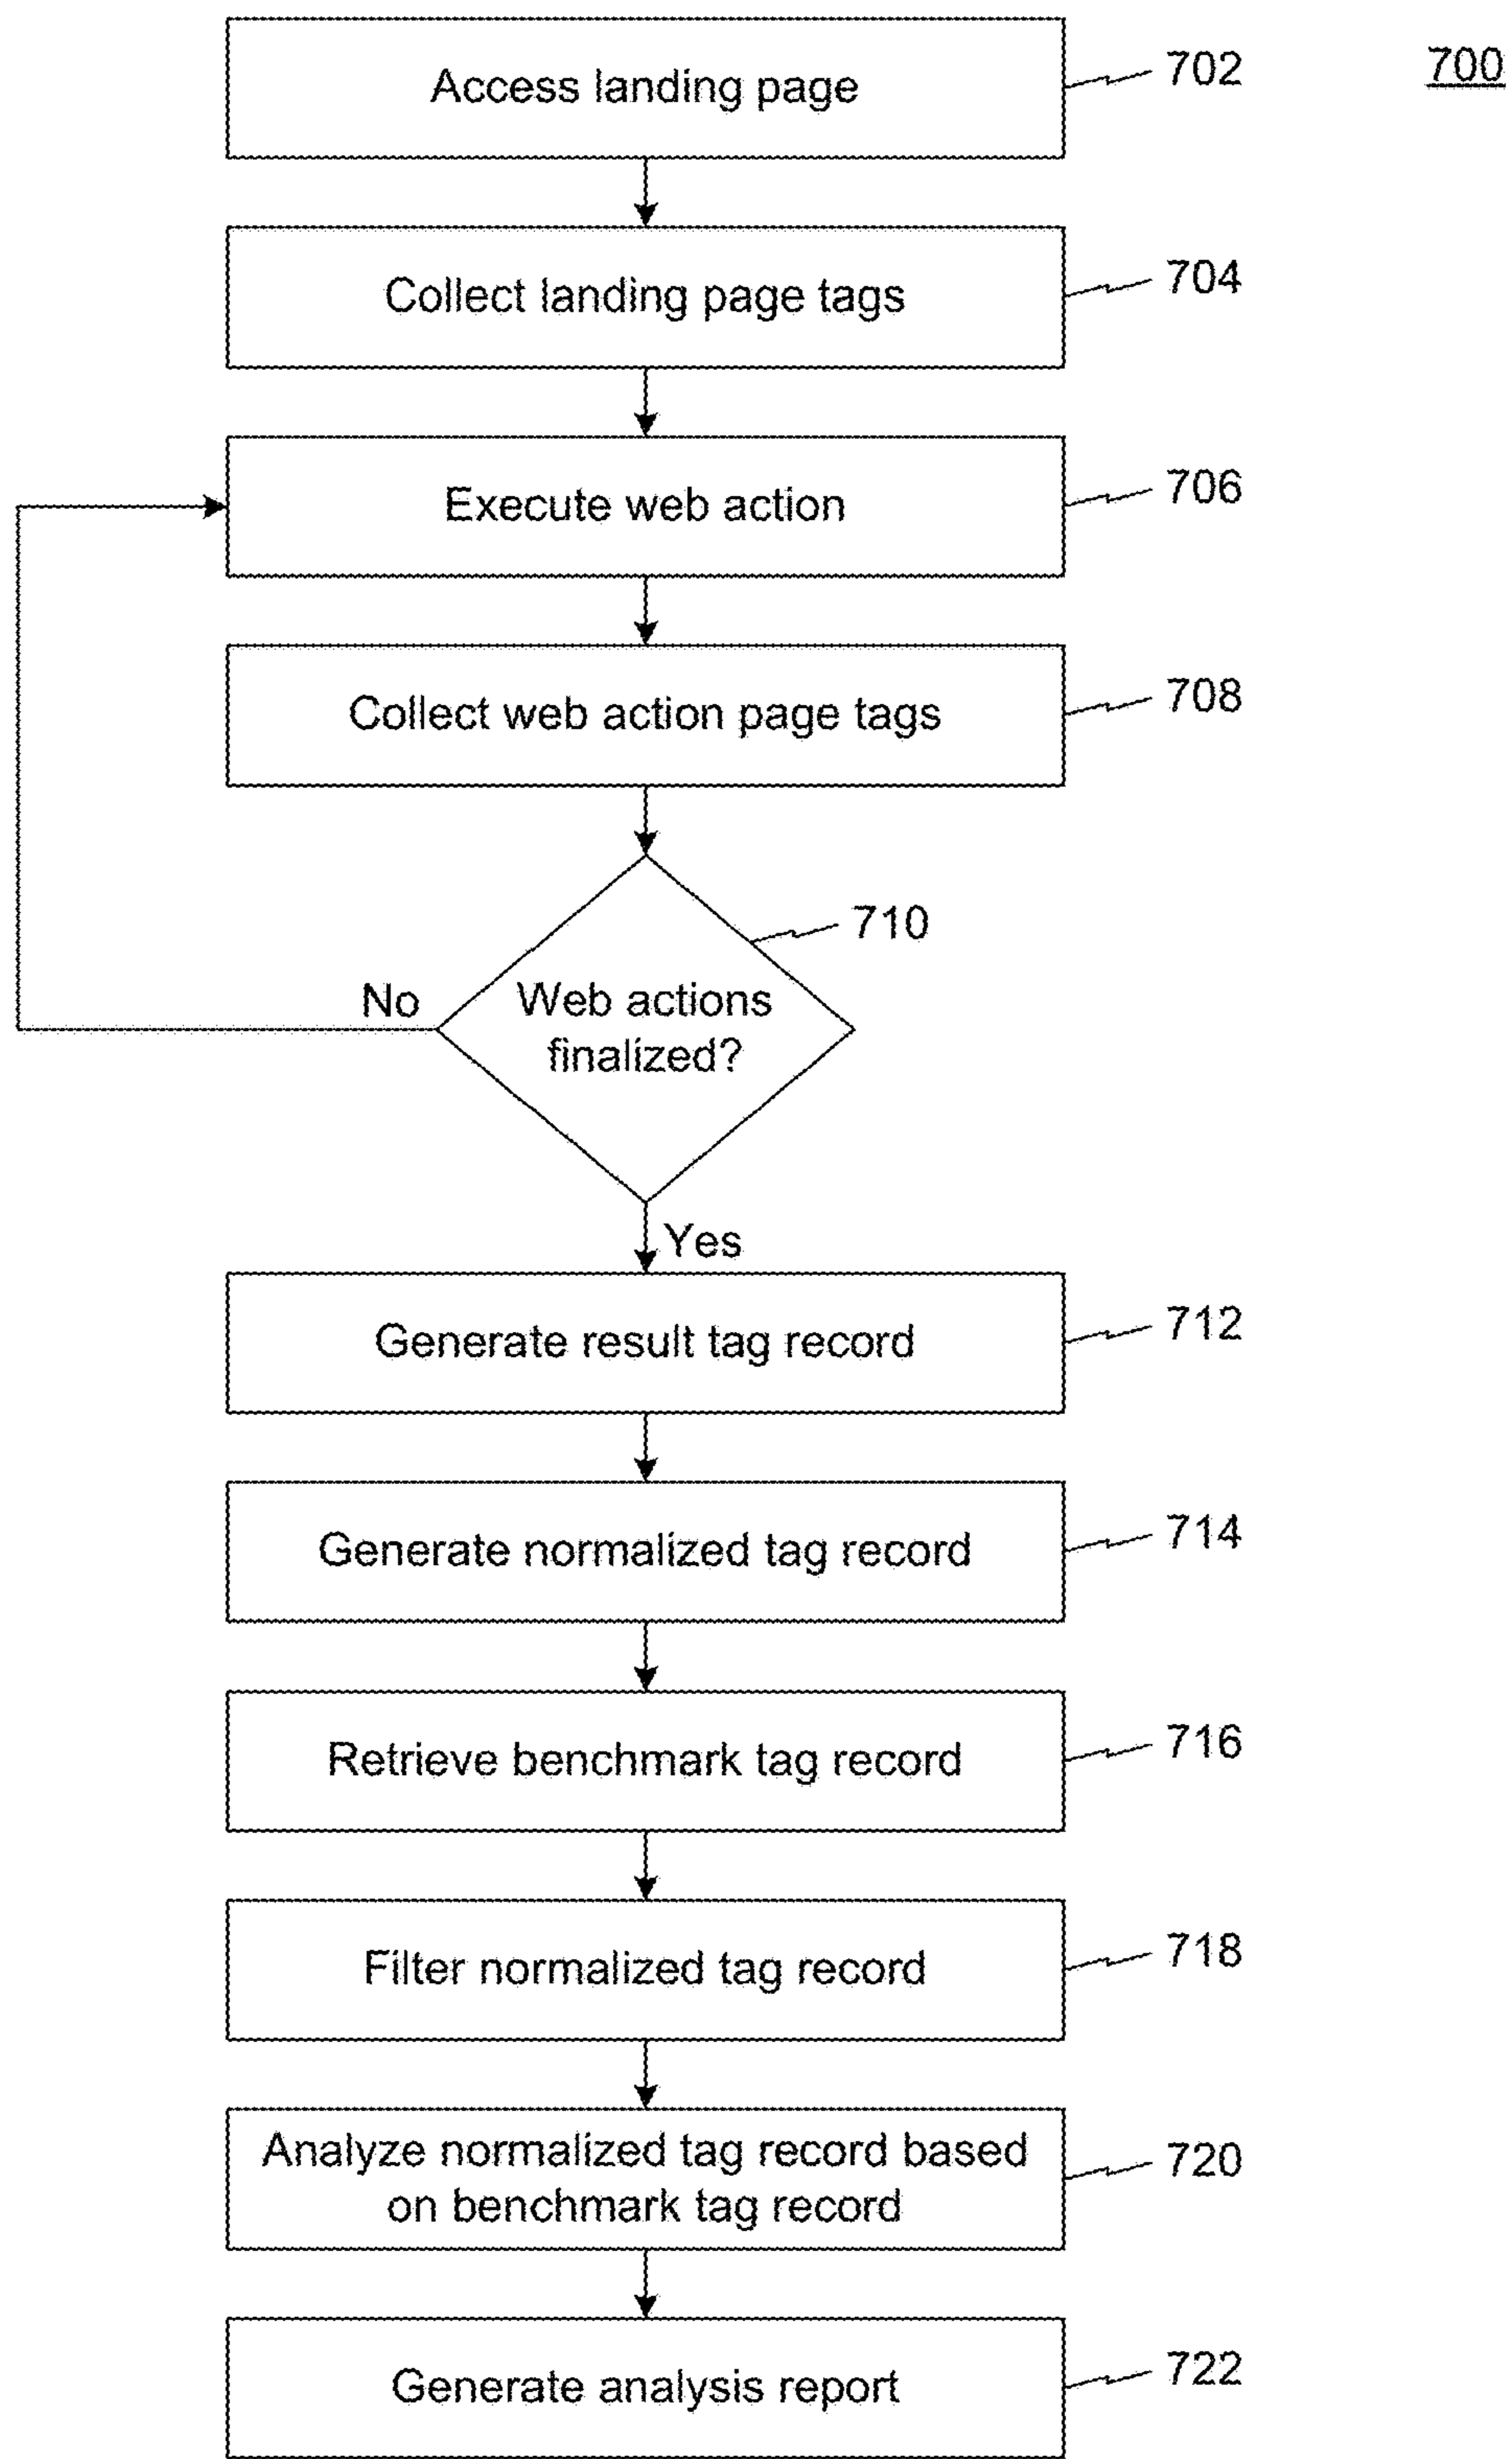 Access landing page
702
700
Collect landing page tags
704
Execute web action
706
Collect web action page tags
708
710
No
Web actions
finalized?
Yes
Generate result tag record
712
Generate normalized tag record
714
Retrieve benchmark tag record
716
Filter normalized tag record
718
Analyze normalized tag record based
on benchmark tag record
720
Generate analysis report
722